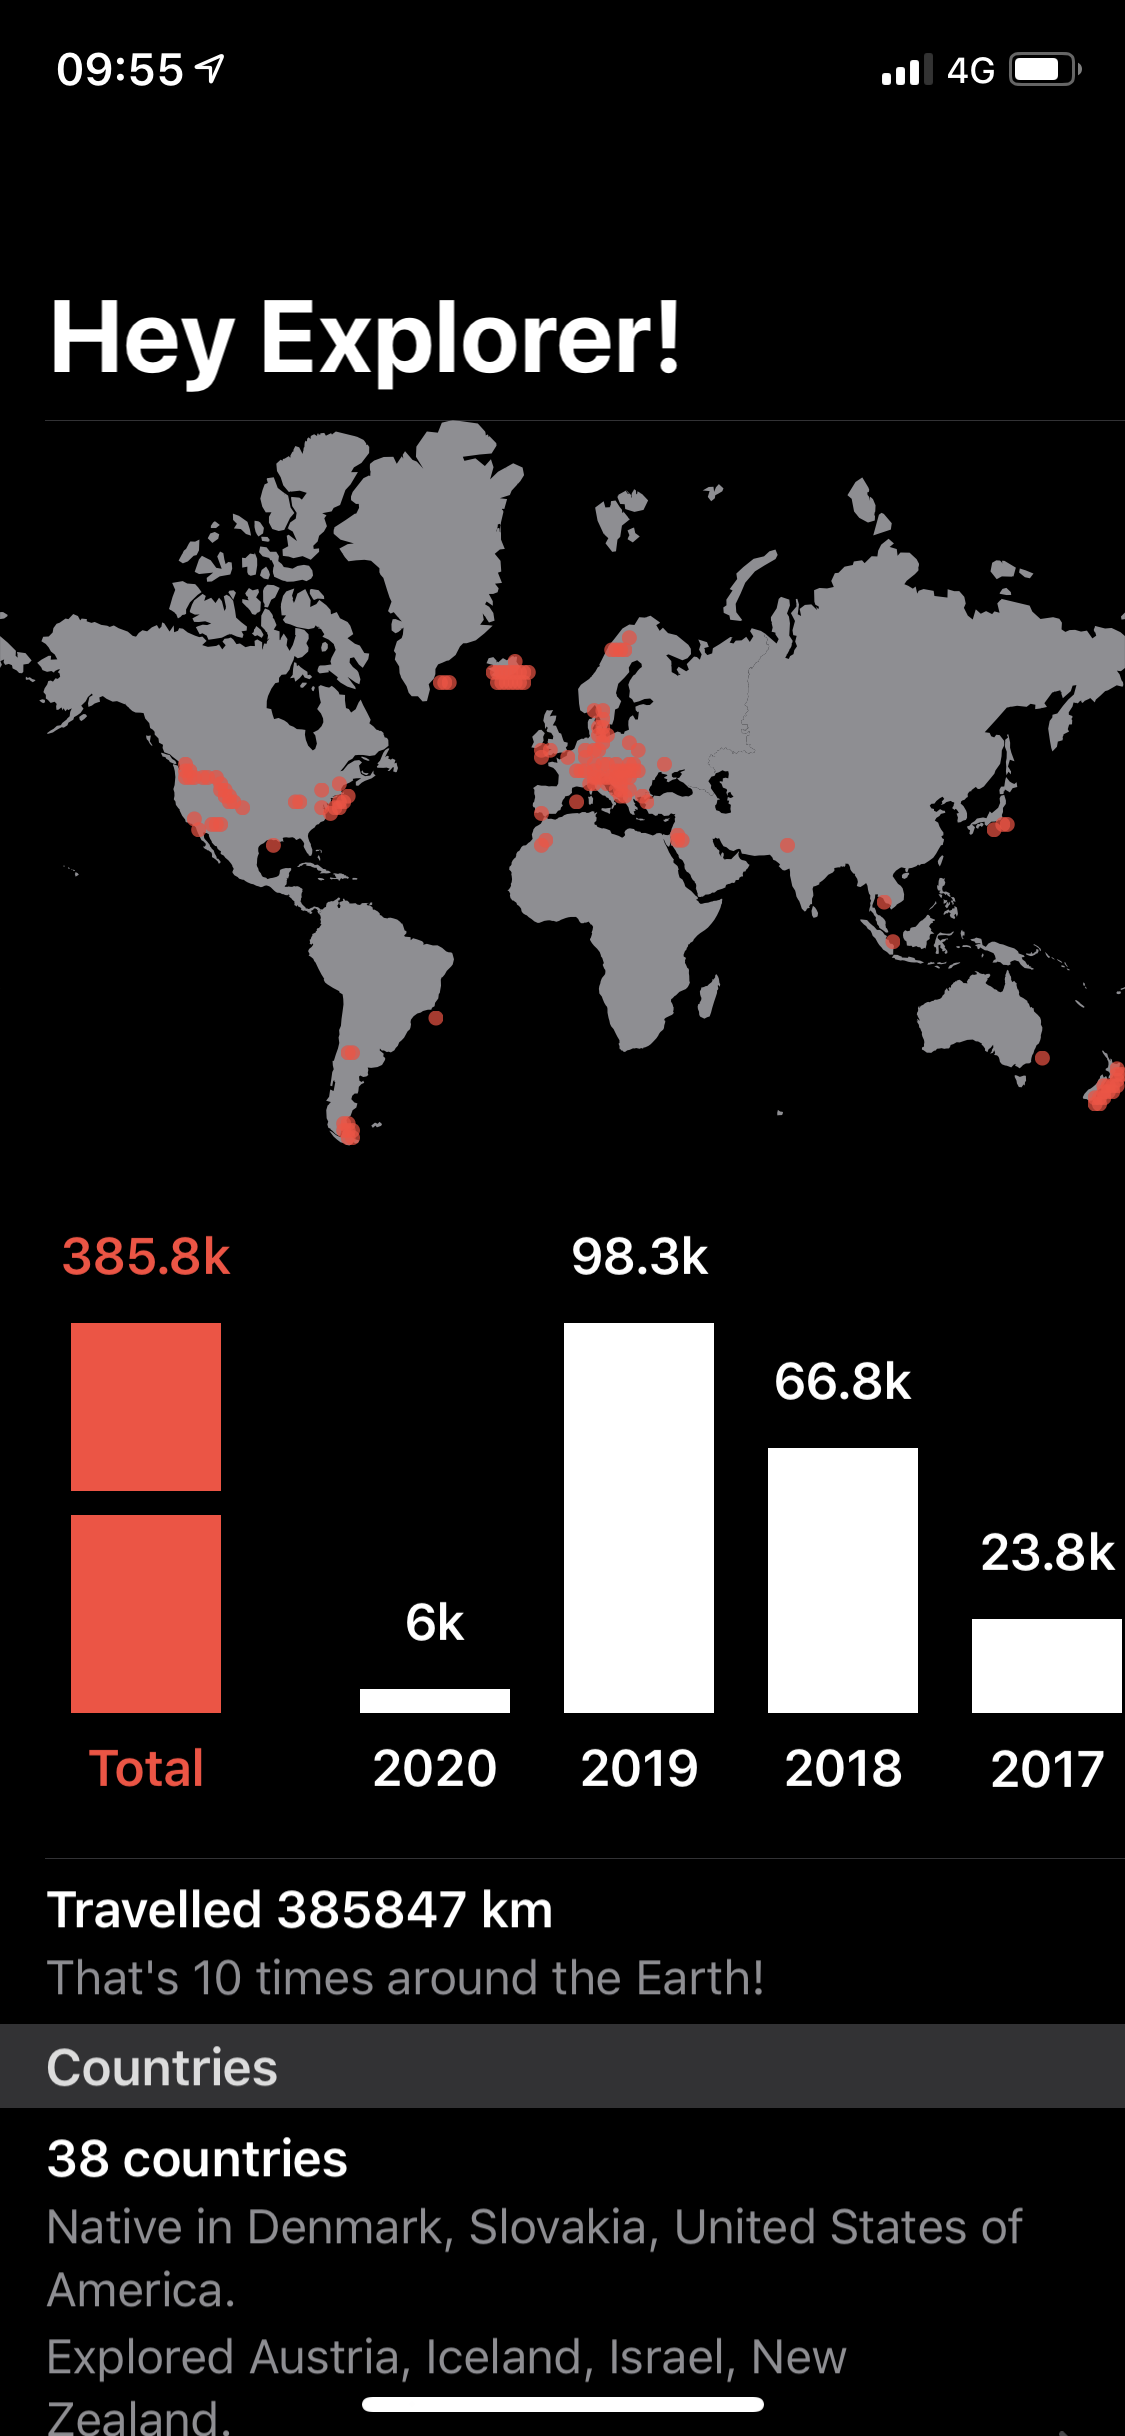 09:55
4G
Hey Explorer!
385.8k
98.3k
66.8k
23.8k
6k
Total
2020
2019
2018
2017
Travelled 385847 km
That's 10 times around the Earth!
Countries
38 countries
Native in Denmark, Slovakia, United States of
America.
Explored Austria, Iceland, Israel, New
Zealand.